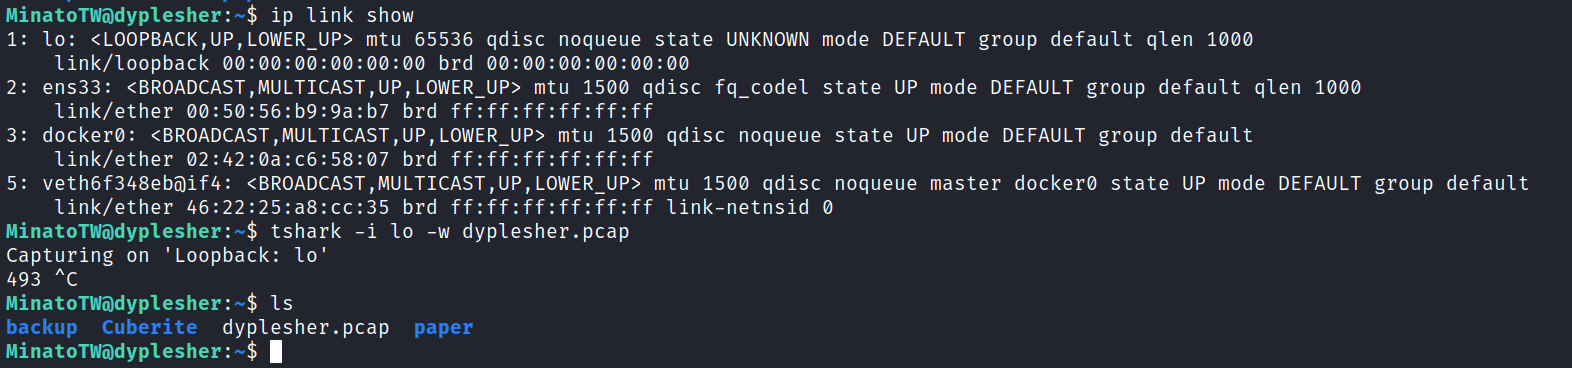 MinatoTW@dyplesher:~$ ip link show
1: lo: <LOOPBACK,UP,LOWER_UP> mtu 65536 qdisc noqueue state UNKNOWN mode DEFAULT group default qlen 1000
    link/loopback 00:00:00:00:00:00 brd 00:00:00:00:00:00
2: ens33: <BROADCAST,MULTICAST,UP,LOWER_UP> mtu 1500 qdisc fq_codel state UP mode DEFAULT group default qlen 1000
    link/ether 00:50:56:b9:9a:b7 brd ff:ff:ff:ff:ff:ff
3: docker0: <BROADCAST,MULTICAST,UP,LOWER_UP> mtu 1500 qdisc noqueue state UP mode DEFAULT group default
    link/ether 02:42:0a:c6:58:07 brd ff:ff:ff:ff:ff:ff
5: veth6f348eb@if4: <BROADCAST,MULTICAST,UP,LOWER_UP> mtu 1500 qdisc noqueue master docker0 state UP mode DEFAULT group default
    link/ether 46:22:25:a8:cc:35 brd ff:ff:ff:ff:ff:ff link-netnsid 0
MinatoTW@dyplesher:~$ tshark -i lo -w dyplesher.pcap
Capturing on 'Loopback: lo'
493 ^C
MinatoTW@dyplesher:~$ ls
backup  Cuberite  dyplesher.pcap  paper
MinatoTW@dyplesher:~$